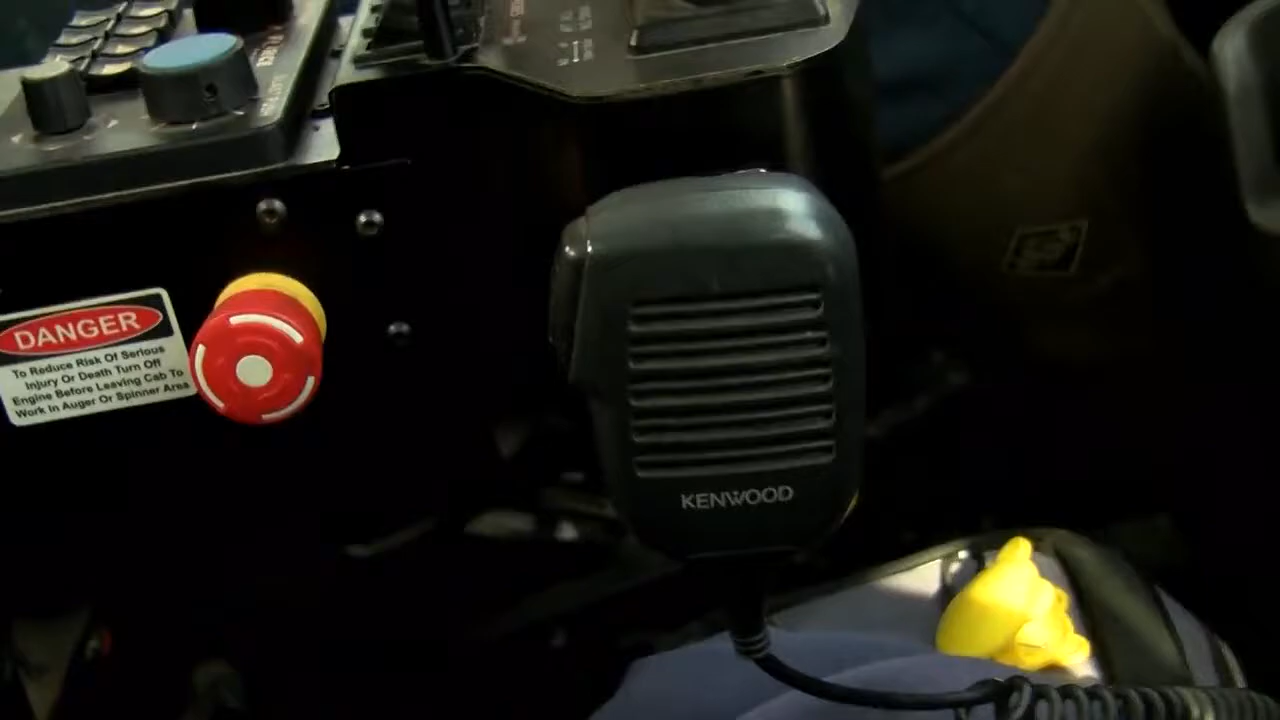 DANGER
To Reduce Risk Of Serious
Injury Or Death Turn Off
Engine Before Leaving Cab To
Work In Auger Or Spinner Area
KENWOOD